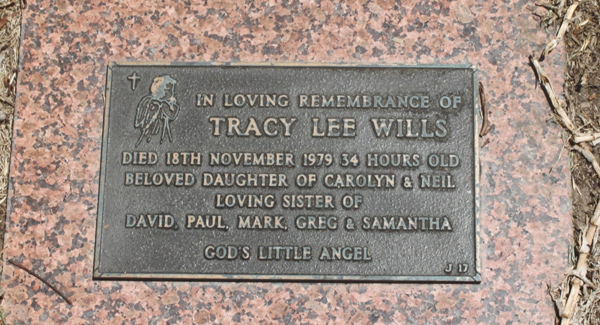 IN LOVING REMEMBRANCE OF
TRACY LEE WILLS
DIED 18TH NOVEMBER 1979 34 HOURS OLD
BELOVED DAUGHTER OF CAROLYN & NEIL
LOVING SISTER OF
DAVID, PAUL, MARK, GREG & SAMANTHA
GOD'S LITTLE ANGEL
J 17